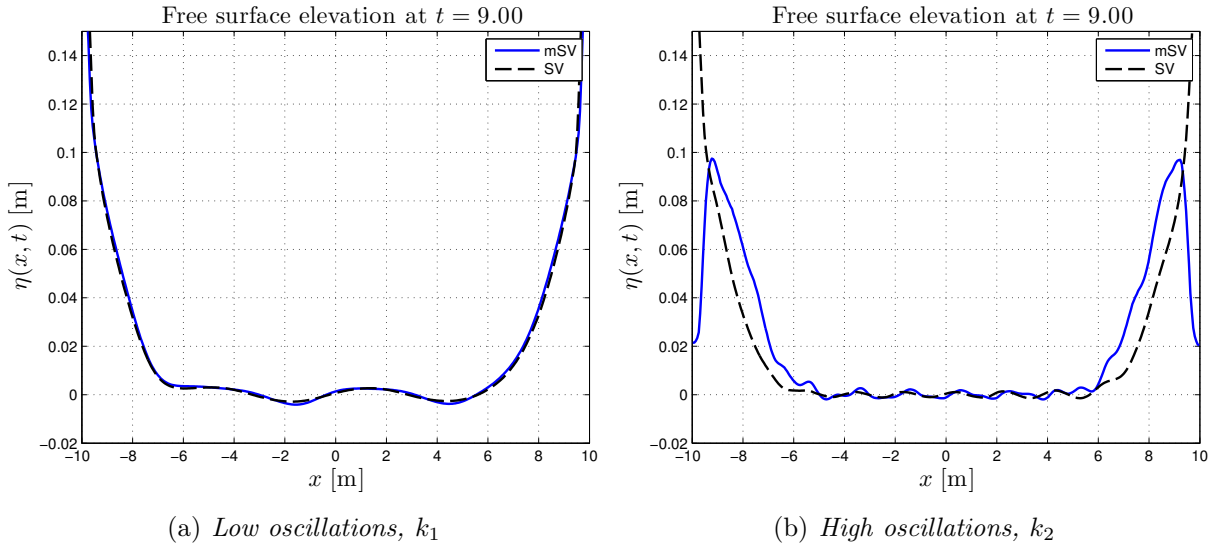 Free surface elevation at t = 9.00
mSV
SV
0.14
0.12
0.1
0.08
0.06
0.04
0.02
0
−0.02
η(x, t) [m]
−10 −8 −6 −4 −2 0 2 4 6 8 10
x [m]
(a) Low oscillations, k₁
Free surface elevation at t = 9.00
mSV
SV
0.14
0.12
0.1
0.08
0.06
0.04
0.02
0
−0.02
η(x, t) [m]
−10 −8 −6 −4 −2 0 2 4 6 8 10
x [m]
(b) High oscillations, k₂